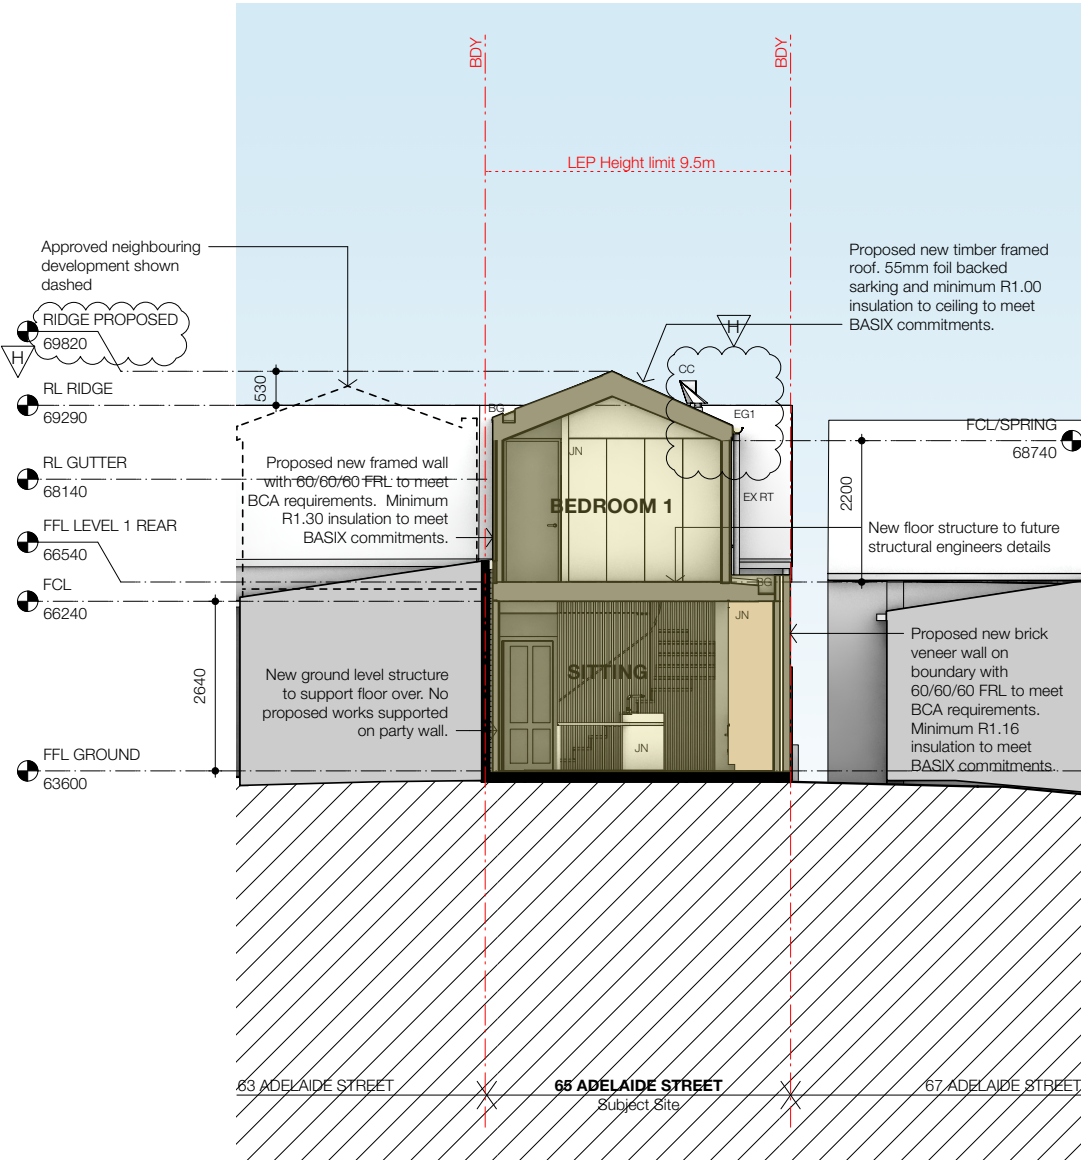 BDY
BDY
LEP Height limit 9.5m
Approved neighbouring
development shown
dashed
Proposed new timber framed
roof. 55mm foil backed
sarking and minimum R1.00
insulation to ceiling to meet
BASIX commitments.
RIDGE PROPOSED
69820
H
H
CC
RL RIDGE
69290
530
BG
EG1
FCL/SPRING
68740
JN
RL GUTTER
68140
Proposed new framed wall
with 60/60/60 FRL to meet
BCA requirements. Minimum
R1.30 insulation to meet
BASIX commitments.
BEDROOM 1
EX RT
2200
FFL LEVEL 1 REAR
66540
New floor structure to future
structural engineers details
FCL
66240
BG
JN
2640
New ground level structure
to support floor over. No
proposed works supported
on party wall.
SITTING
JN
Proposed new brick
veneer wall on
boundary with
60/60/60 FRL to meet
BCA requirements.
Minimum R1.16
insulation to meet
BASIX commitments.
FFL GROUND
63600
63 ADELAIDE STREET
65 ADELAIDE STREET
Subject Site
67 ADELAIDE STREET